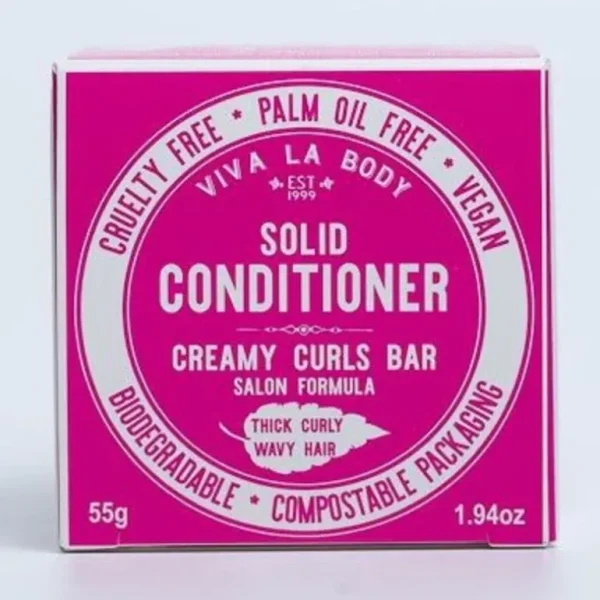 CRUELTY FREE * PALM OIL FREE * VEGAN
VIVA LA BODY
EST
1999
SOLID
CONDITIONER
CREAMY CURLS BAR
SALON FORMULA
THICK CURLY
WAVY HAIR
BIODEGRADABLE * COMPOSTABLE PACKAGING
55g
1.94oz